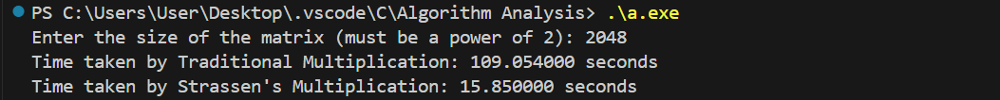 PS C:\Users\User\Desktop\.vscode\C\Algorithm Analysis> .\a.exe
Enter the size of the matrix (must be a power of 2): 2048
Time taken by Traditional Multiplication: 109.054000 seconds
Time taken by Strassen's Multiplication: 15.850000 seconds